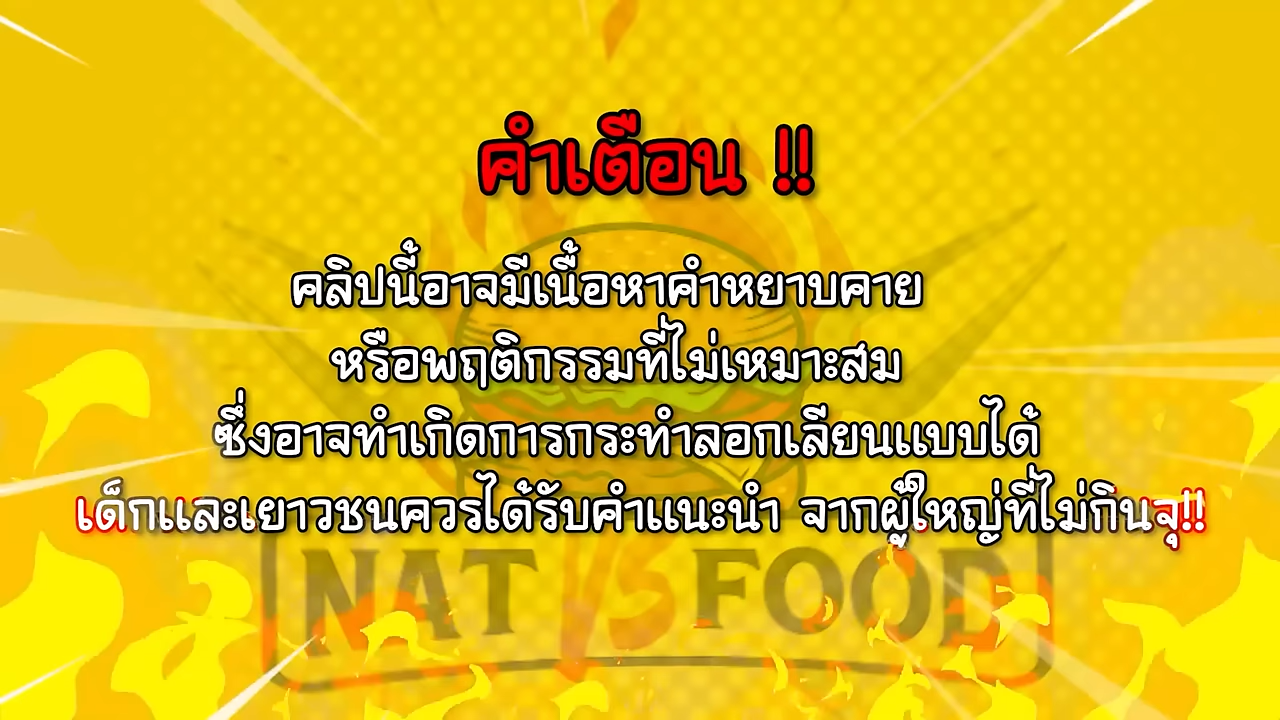 คำเตือน !!
คลิปนี้อาจมีเนื้อหาคำหยาบคาย
หรือพฤติกรรมที่ไม่เหมาะสม
ซึ่งอาจทำเกิดการกระทำลอกเลียนแบบได้
เด็กและเยาวชนควรได้รับคำแนะนำ จากผู้ใหญ่ที่ไม่กินจุ!!
NAT VS FOOD